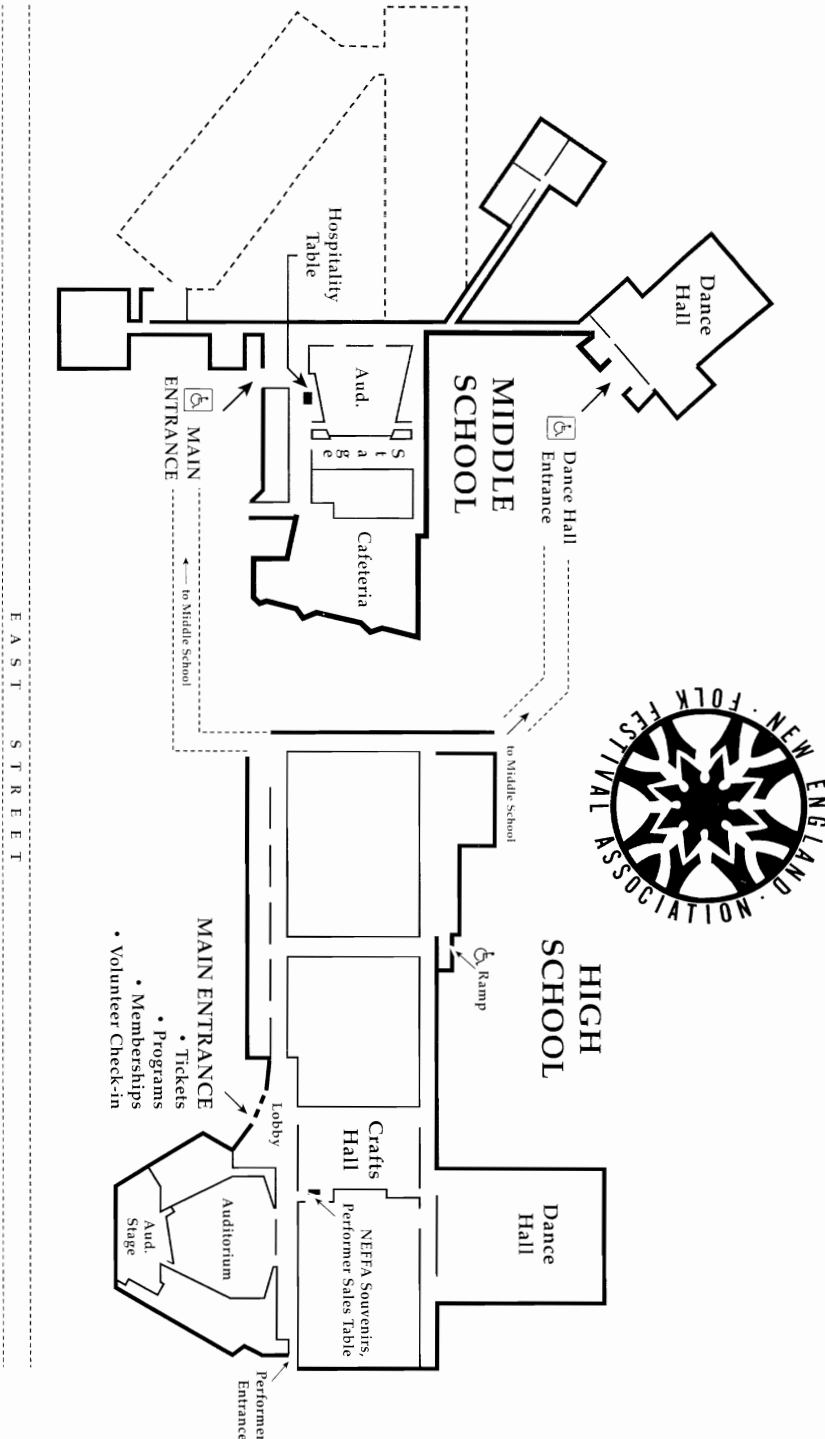 NEW ENGLAND · FOLK FESTIVAL ASSOCIATION ·
MIDDLE
SCHOOL
Dance
Hall
Dance Hall
Entrance
Hospitality
Table
Aud.
Stage
Cafeteria
MAIN
ENTRANCE
← to Middle School
to Middle School
HIGH
SCHOOL
Ramp
Dance
Hall
Crafts
Hall
NEFFA Souvenirs,
Performer Sales Table
Lobby
MAIN ENTRANCE
• Tickets
• Programs
• Memberships
• Volunteer Check-in
Auditorium
Aud.
Stage
Performer
Entrance
EAST STREET